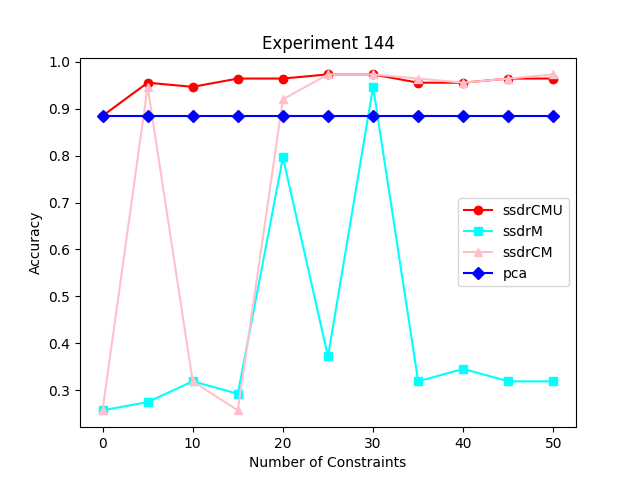 Experiment 144
1.0
0.9
0.8
0.7
0.6
0.5
0.4
0.3
Accuracy
ssdrCMU
ssdrM
ssdrCM
pca
0 10 20 30 40 50
Number of Constraints